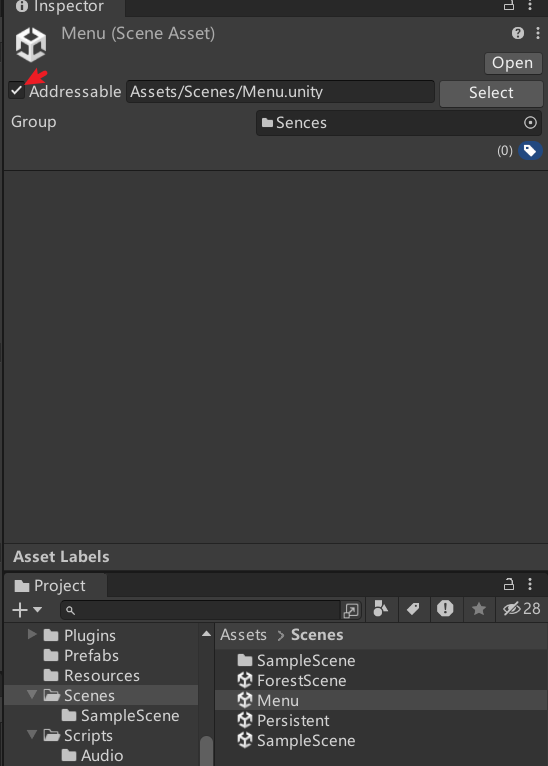 Inspector
Menu (Scene Asset)
Open
Addressable Assets/Scenes/Menu.unity Select
Group Sences
(0)
Asset Labels
Project
28
Plugins
Prefabs
Resources
Scenes
SampleScene
Scripts
Audio
Assets > Scenes
SampleScene
ForestScene
Menu
Persistent
SampleScene